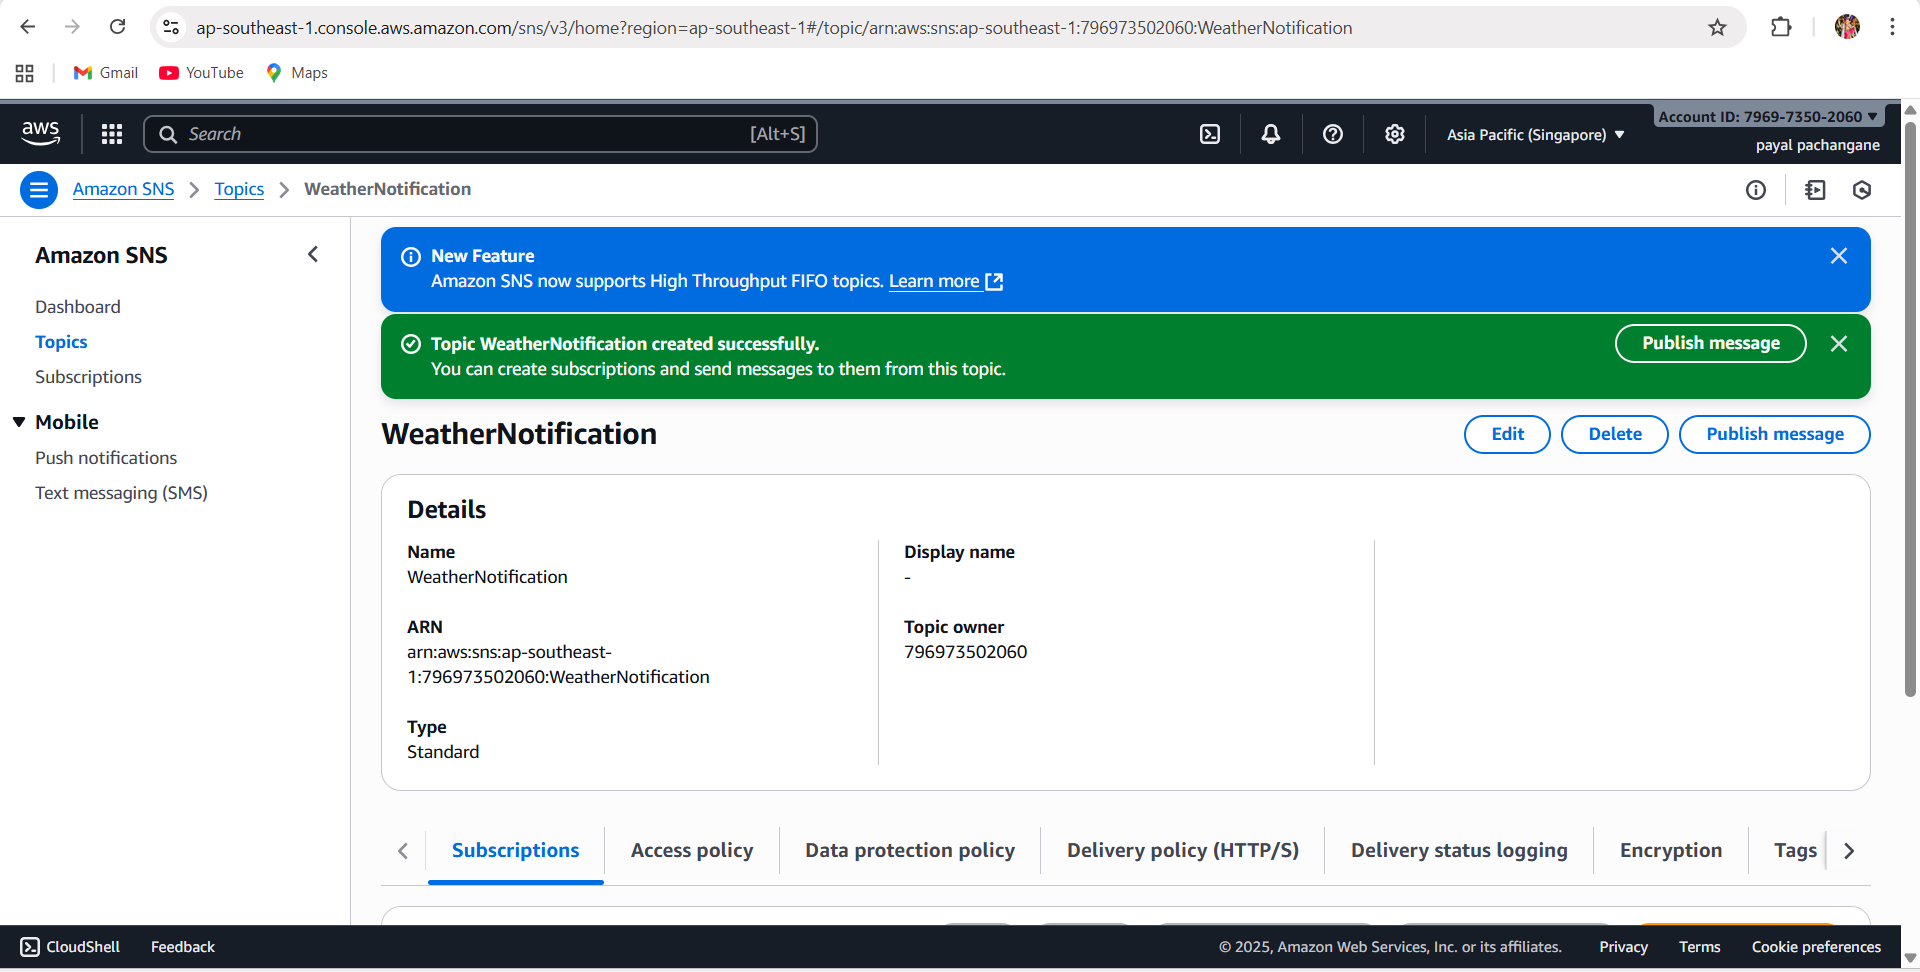 ap-southeast-1.console.aws.amazon.com/sns/v3/home?region=ap-southeast-1#/topic/arn:aws:sns:ap-southeast-1:796973502060:WeatherNotification
Gmail YouTube Maps
aws Search [Alt+S] Asia Pacific (Singapore) Account ID: 7969-7350-2060
payal pachangane
Amazon SNS Topics WeatherNotification
Amazon SNS
Dashboard
Topics
Subscriptions
Mobile
Push notifications
Text messaging (SMS)
New Feature
Amazon SNS now supports High Throughput FIFO topics. Learn more
Topic WeatherNotification created successfully.
You can create subscriptions and send messages to them from this topic.
Publish message
WeatherNotification
Edit Delete Publish message
Details
Name
WeatherNotification
ARN
arn:aws:sns:ap-southeast-
1:796973502060:WeatherNotification
Type
Standard
Display name
-
Topic owner
796973502060
Subscriptions Access policy Data protection policy Delivery policy (HTTP/S) Delivery status logging Encryption Tags
CloudShell Feedback © 2025, Amazon Web Services, Inc. or its affiliates. Privacy Terms Cookie preferences